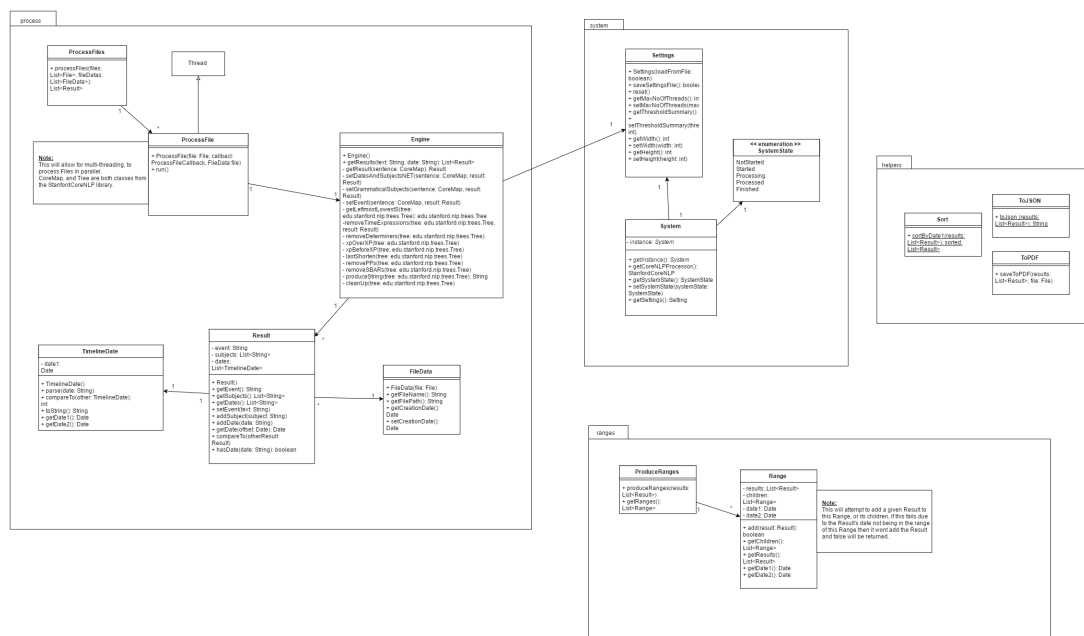 process
ProcessFiles
+ processFiles(files:
List<File>, fileDatas:
List<FileData>):
List<Result>
Thread
1
*
Note:
This will allow for multi-threading, to
process Files in parallel.
CoreMap, and Tree are both classes from
the StanfordCoreNLP library.
ProcessFile
+ ProcessFile(file: File, callback:
ProcessFileCallback, FileData file)
+ run()
1
1
Engine
+ Engine()
+ getResults(text: String, date: String): List<Result>
- getResult(sentence: CoreMap): Result
- setDatesAndSubjectsNET(sentence: CoreMap, result:
Result)
- setGrammaticalSubjects(sentence: CoreMap, result:
Result)
- setEvent(sentence: CoreMap, result: Result)
- getLeftmostLowestS(tree:
edu.stanford.nlp.trees.Tree): edu.stanford.nlp.trees.Tree
-removeTimeExpressions(tree: edu.stanford.nlp.trees.Tree,
result: Result)
- removeDeterminers(tree: edu.stanford.nlp.trees.Tree)
- xpOverXP(tree: edu.stanford.nlp.trees.Tree)
- xpBeforeXP(tree: edu.stanford.nlp.trees.Tree)
- lastShorten(tree: edu.stanford.nlp.trees.Tree)
- removePPs(tree: edu.stanford.nlp.trees.Tree)
- removeSBARs(tree: edu.stanford.nlp.trees.Tree)
- produceString(tree: edu.stanford.nlp.trees.Tree): String
- cleanUp(tree: edu.stanford.nlp.trees.Tree)
1
*
TimelineDate
- date1:
Date
+ TimelineDate()
+ parse(date: String)
+ compareTo(other: TimelineDate):
int
+ toString(): String
+ getDate1(): Date
+ getDate2(): Date
1
1
Result
- event: String
- subjects: List<String>
- dates:
List<TimelineDate>
+ Result()
+ getEvent(): String
+ getSubjects(): List<String>
+ getDates(): List<String>
+ setEvent(text: String)
+ addSubject(subject: String)
+ addDate(date: String)
+ getDate(offset: Date): Date
+ compareTo(otherResult:
Result)
+ hasDate(date: String): boolean
*
1
FileData
+ FileData(file: File)
+ getFileName(): String
+ getFilePath(): String
+ getCreationDate():
Date
+ setCreationDate():
Date
system
Settings
+ Settings(loadFromFile:
boolean)
+ saveSettingsFile():
+ reset()
+ getMaxNoOfThreads():
+ setMaxNoOfThreads(
+ getThresholdSummary():
+
setThresholdSummary(
int)
+ getWidth(): int
+ setWidth(width: int)
+ getHeight(): int
+ setHeight(height: int)
1
<< enumeration >>
SystemState
NotStarted
Started
Processing
Processed
Finished
1
1
1
System
- instance: System
+ getInstance(): System
+ getCoreNLPProcesson():
StanfordCoreNLP
+ getSystemState(): SystemState
+ setSystemState(systemState:
SystemState)
+ getSettings(): Setting
helpers
Sort
+ sortByDate1(results:
List<Result>): sorted:
List<Result>
ToJSON
+ toJson (results:
List<Result>): String
ToPDF
+ saveToPDF(results:
List<Result>, file: File)
ranges
ProduceRanges
+ produceRanges(results:
List<Result>)
+ getRanges():
List<Range>
1
*
Range
- results: List<Result>
- children:
List<Range>
- date1: Date
- date2: Date
+ add(result: Result):
boolean
+ getChildren():
List<Range>
+ getResults():
List<Result>
+ getDate1(): Date
+ getDate2(): Date
Note:
This will attempt to add a given Result to
this Range, or its children, if this fails due
to the Result's date not being in the range
of this Range then it wont add the Result
and false will be returned.